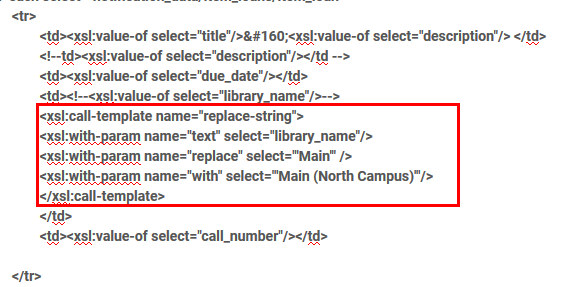 <tr>
<td><xsl:value-of select="title"/>&#160;<xsl:value-of select="description"/> </td>
<!--td><xsl:value-of select="description"/></td -->
<td><xsl:value-of select="due_date"/></td>
<td><!--<xsl:value-of select="library_name"/>-->
<xsl:call-template name="replace-string">
<xsl:with-param name="text" select="library_name"/>
<xsl:with-param name="replace" select="'Main'" />
<xsl:with-param name="with" select="'Main (North Campus)'"/>
</xsl:call-template>
</td>
<td><xsl:value-of select="call_number"/></td>
</tr>